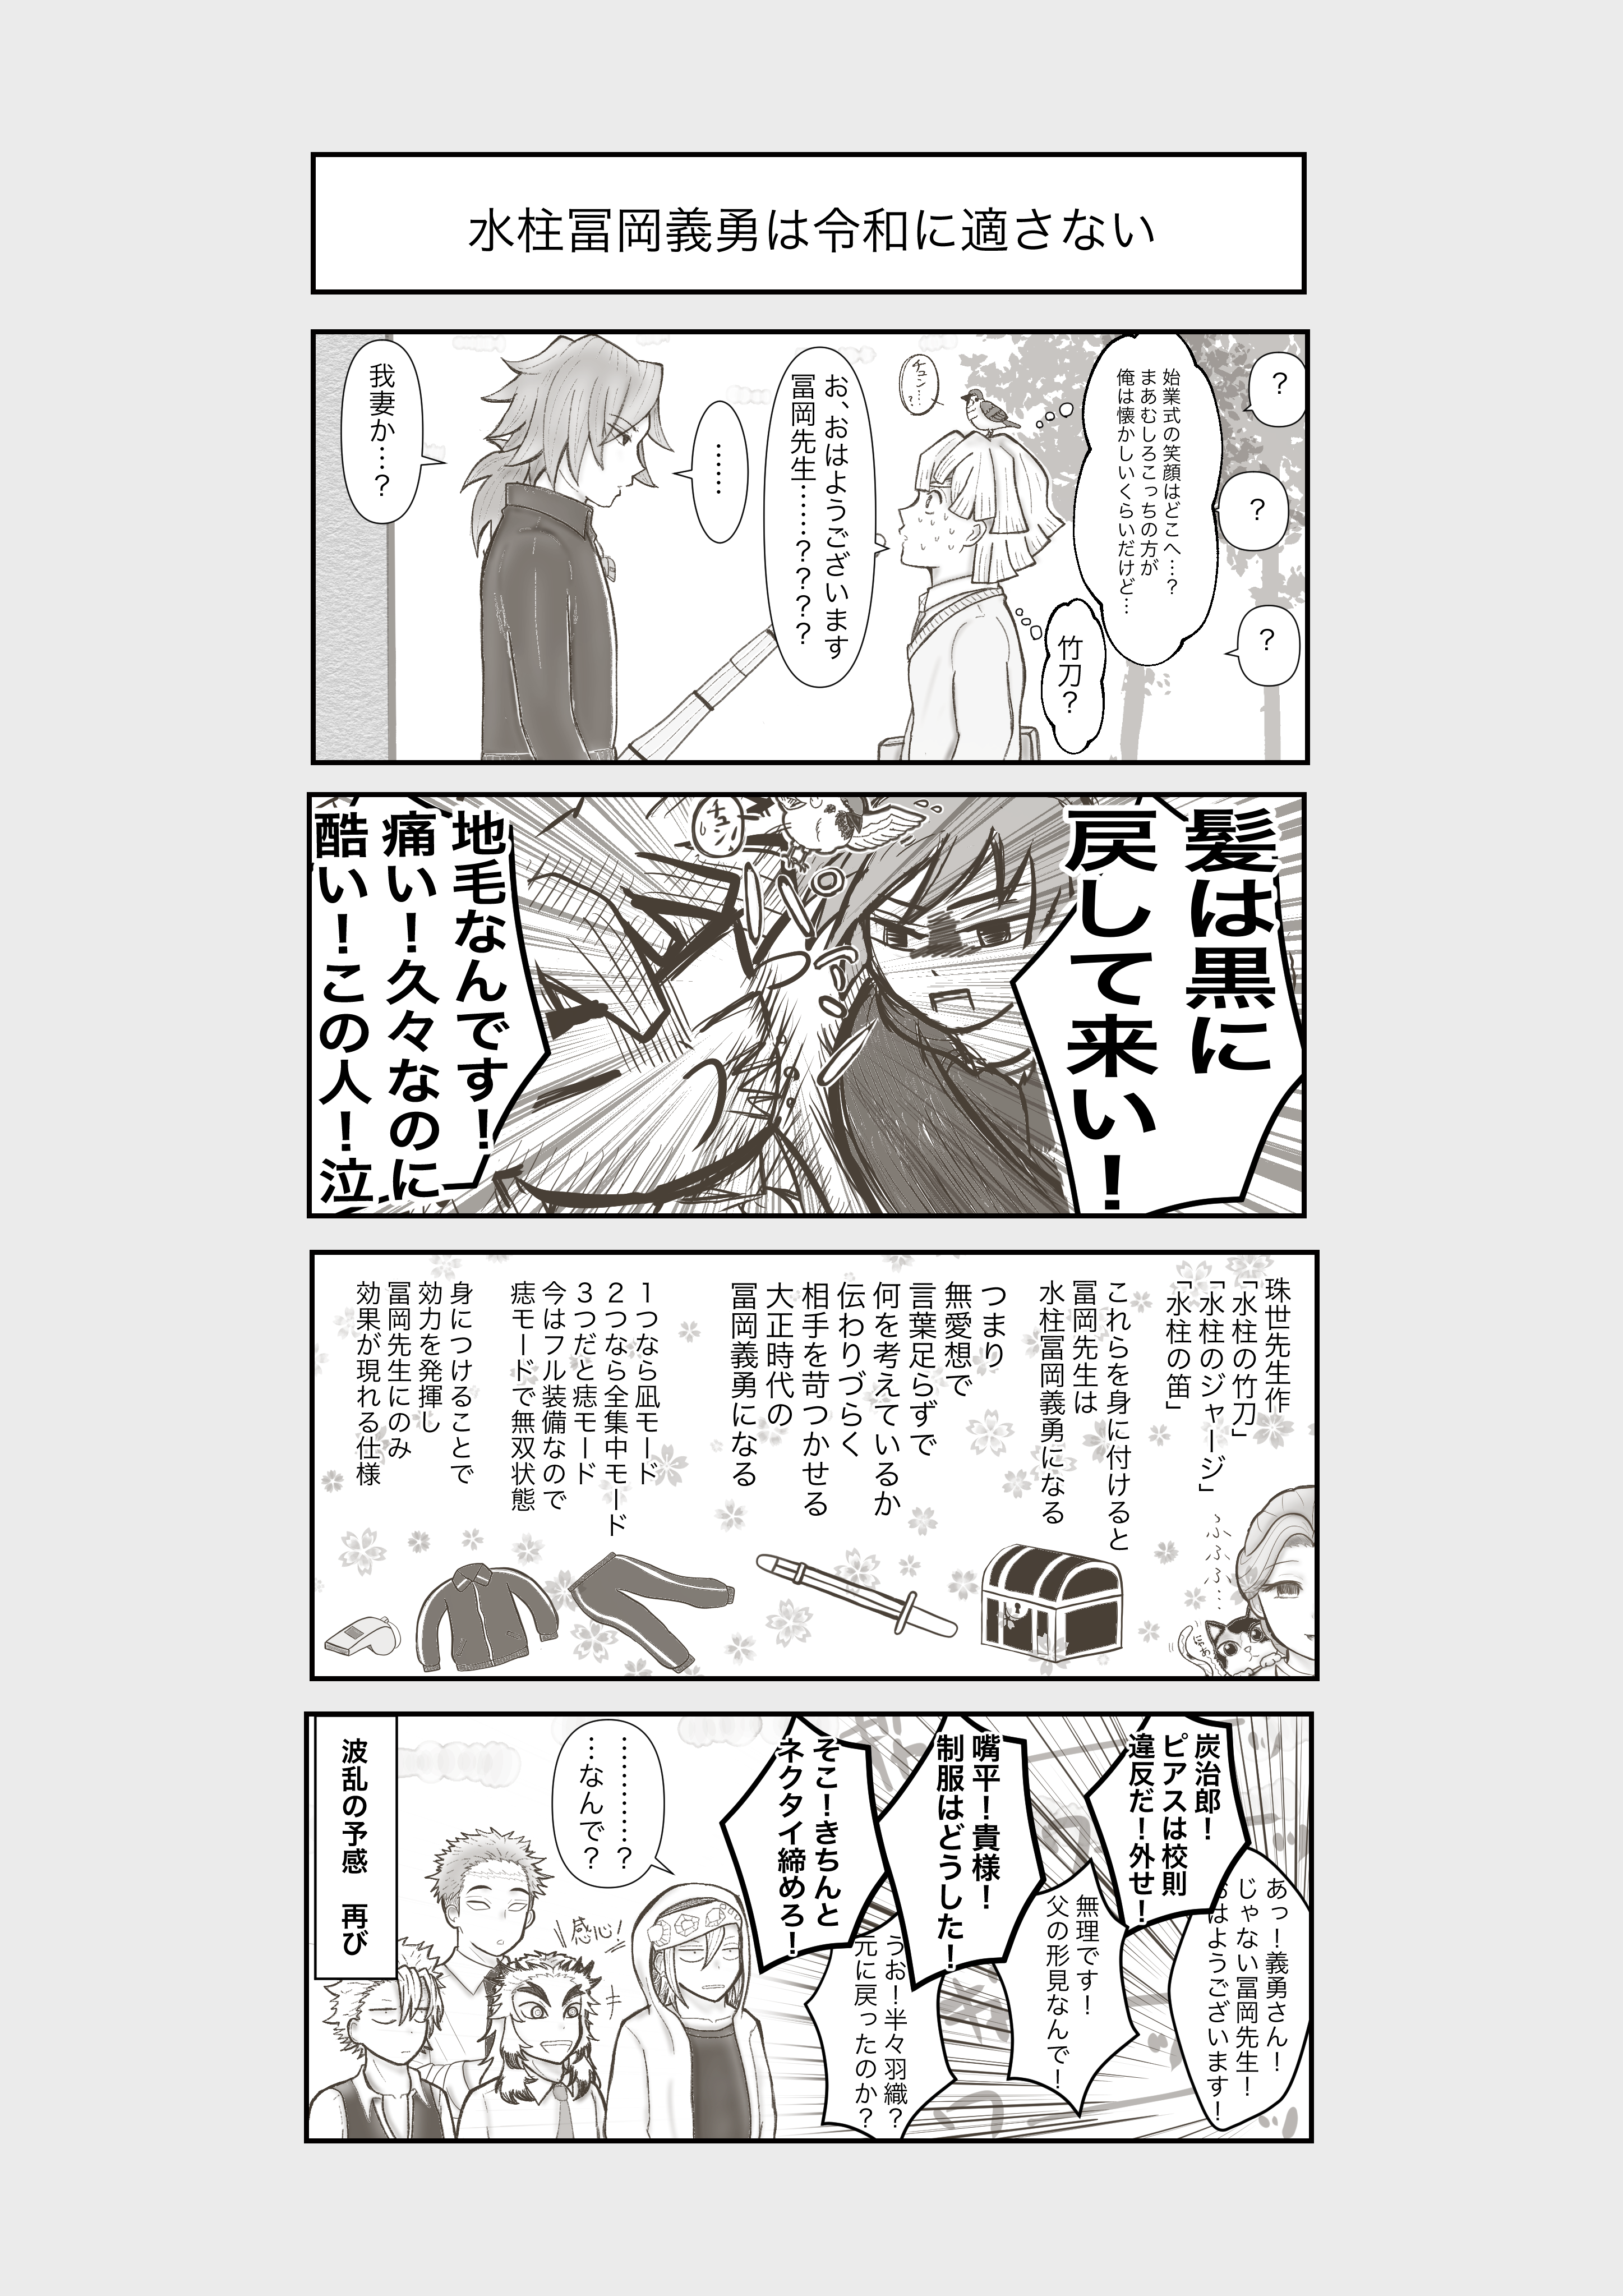 水柱冨岡義勇は令和に適さない
？
？
？
始業式の笑顔はどこへ…？
まあむしろこっちの方が
俺は懐かしいくらいだけど…
竹刀？
チュン…？
お、おはようございます
冨岡先生……？？？？
……
我妻か…？
髪は黒に
戻して来い！
チュン
パァン
地毛なんです！
痛い！久々なのに
酷い！この人！泣
珠世先生作
「水柱の竹刀」
「水柱のジャージ」
「水柱の笛」
ふふふ…
これらを身に付けると
冨岡先生は
水柱冨岡義勇になる
つまり
無愛想で
言葉足らずで
何を考えているか
伝わりづらく
相手を苛つかせる
大正時代の
冨岡義勇になる
１つなら凪モード
２つなら全集中モード
３つだと痣モード
今はフル装備なので
痣モードで無双状態
身につけることで
効力を発揮し
冨岡先生にのみ
効果が現れる仕様
あっ！義勇さん！
じゃない冨岡先生！
おはようございます！
炭治郎！
ピアスは校則
違反だ！外せ！
無理です！
父の形見なんで！
嘴平！貴様！
制服はどうした！
うお！半々羽織？
元に戻ったのか？
そこ！きちんと
ネクタイ締めろ！
…………？
…なんで？
感心！
波乱の予感　再び